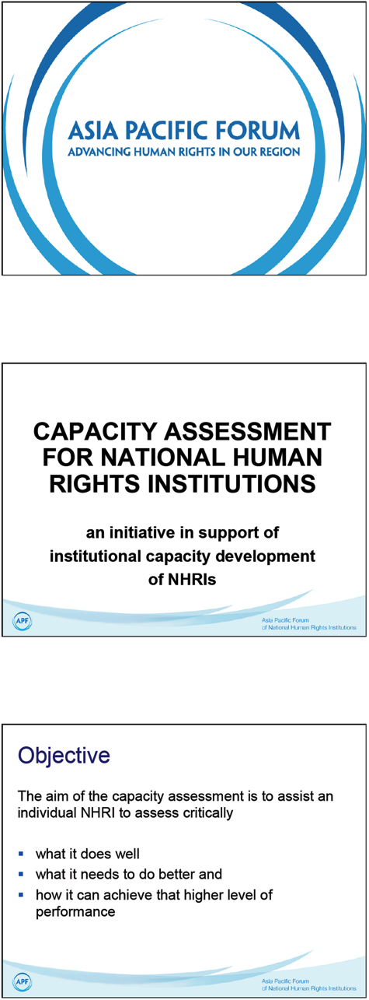 ASIA PACIFIC FORUM
ADVANCING HUMAN RIGHTS IN OUR REGION
CAPACITY ASSESSMENT
FOR NATIONAL HUMAN
RIGHTS INSTITUTIONS
an initiative in support of
institutional capacity development
of NHRIs
APF
Asia Pacific Forum
of National Human Rights Institutions
Objective
The aim of the capacity assessment is to assist an
individual NHRI to assess critically
▪ what it does well
▪ what it needs to do better and
▪ how it can achieve that higher level of
performance
APF
Asia Pacific Forum
of National Human Rights Institutions